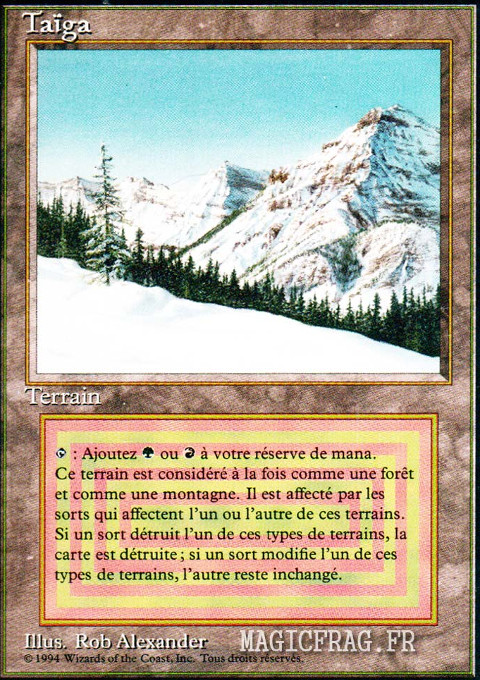 Taïga
Terrain
: Ajoutez ou à votre réserve de mana.
Ce terrain est considéré à la fois comme une forêt
et comme une montagne. Il est affecté par les
sorts qui affectent l'un ou l'autre de ces terrains.
Si un sort détruit l'un de ces types de terrains, la
carte est détruite ; si un sort modifie l'un de ces
types de terrains, l'autre reste inchangé.
Illus. Rob Alexander
MAGICFRAG.FR
© 1994 Wizards of the Coast, Inc. Tous droits réservés.